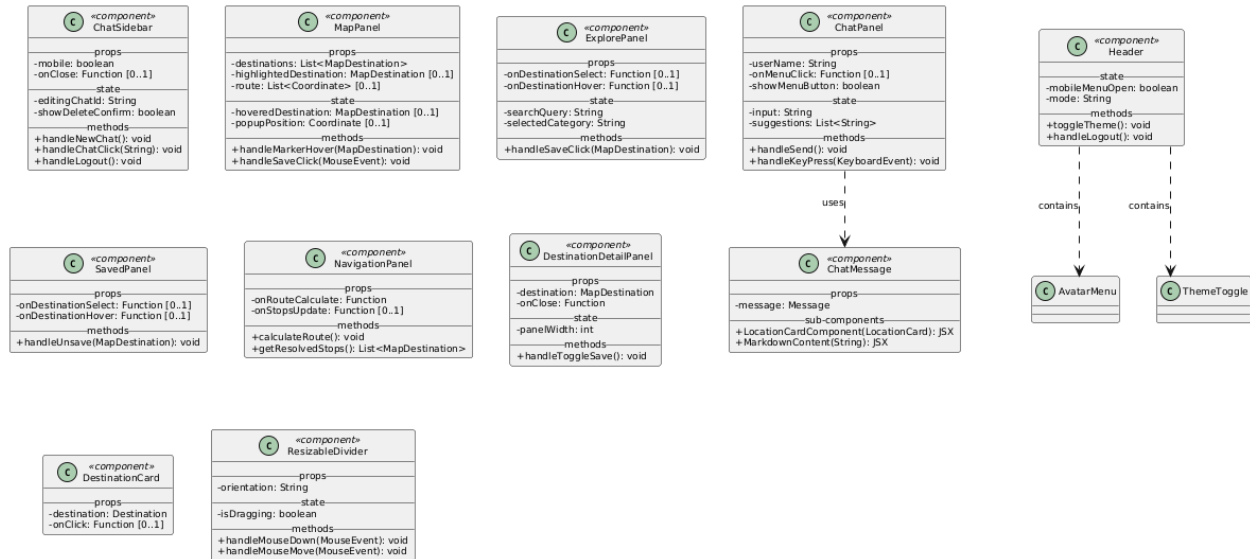 C
«component»
ChatSidebar
props
-mobile: boolean
-onClose: Function [0..1]
state
-editingChatId: String
-showDeleteConfirm: boolean
methods
+handleNewChat(): void
+handleChatClick(String): void
+handleLogout(): void
C
«component»
MapPanel
props
-destinations: List<MapDestination>
-highlightedDestination: MapDestination [0..1]
-route: List<Coordinate> [0..1]
state
-hoveredDestination: MapDestination [0..1]
-popupPosition: Coordinate [0..1]
methods
+handleMarkerHover(MapDestination): void
+handleSaveClick(MouseEvent): void
C
«component»
ExplorePanel
props
-onDestinationSelect: Function [0..1]
-onDestinationHover: Function [0..1]
state
-searchQuery: String
-selectedCategory: String
methods
+handleSaveClick(MapDestination): void
C
«component»
ChatPanel
props
-userName: String
-onMenuClick: Function [0..1]
-showMenuButton: boolean
state
-input: String
-suggestions: List<String>
methods
+handleSend(): void
+handleKeyPress(KeyboardEvent): void
C
«component»
Header
state
-mobileMenuOpen: boolean
-mode: String
methods
+toggleTheme(): void
+handleLogout(): void
uses
contains
contains
C
«component»
SavedPanel
props
-onDestinationSelect: Function [0..1]
-onDestinationHover: Function [0..1]
methods
+handleUnsave(MapDestination): void
C
«component»
NavigationPanel
props
-onRouteCalculate: Function
-onStopsUpdate: Function [0..1]
methods
+calculateRoute(): void
+getResolvedStops(): List<MapDestination>
C
«component»
DestinationDetailPanel
props
-destination: MapDestination
-onClose: Function
state
-panelWidth: int
methods
+handleToggleSave(): void
C
«component»
ChatMessage
props
-message: Message
sub-components
+LocationCardComponent(LocationCard): JSX
+MarkdownContent(String): JSX
C AvatarMenu
C ThemeToggle
C
«component»
DestinationCard
props
-destination: Destination
-onClick: Function [0..1]
C
«component»
ResizableDivider
props
-orientation: String
state
-isDragging: boolean
methods
+handleMouseDown(MouseEvent): void
+handleMouseMove(MouseEvent): void